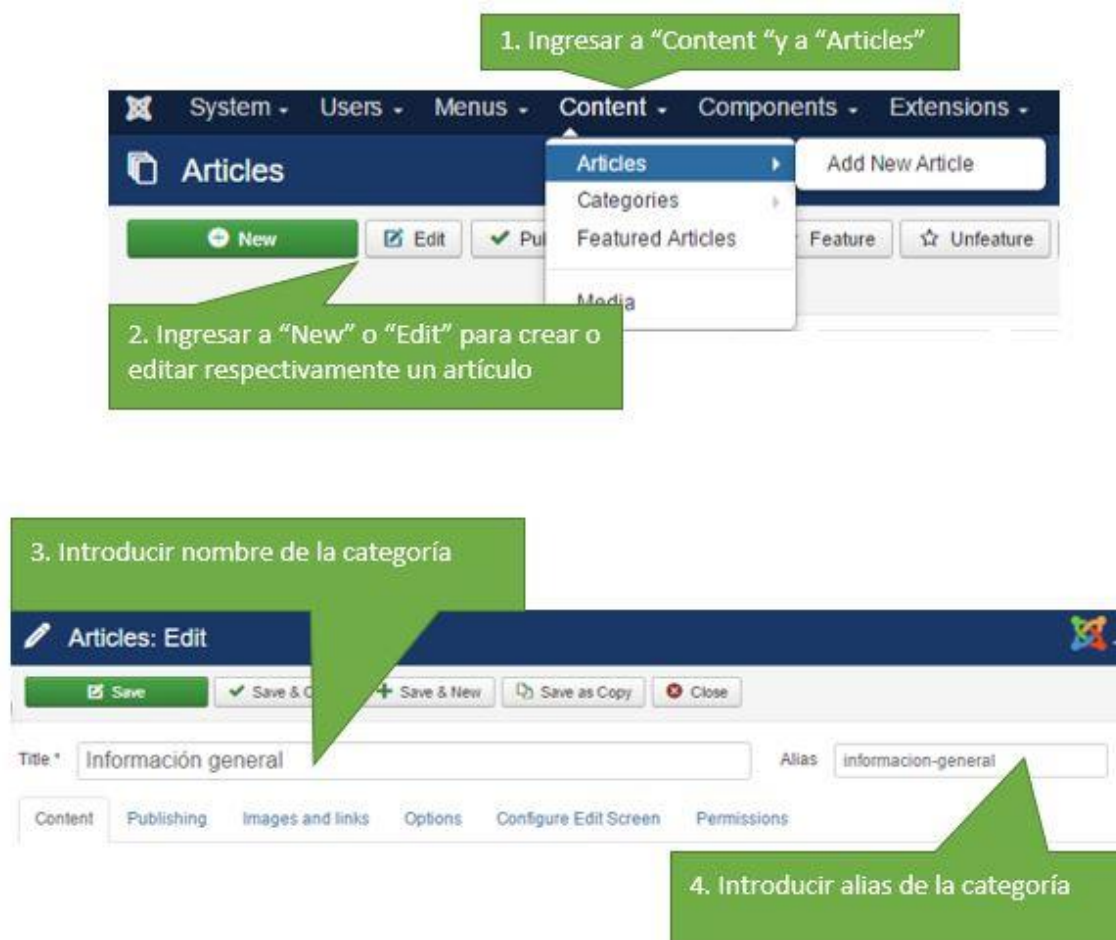 1. Ingresar a “Content “y a “Articles”
System Users Menus Content Components Extensions
Articles
Articles Add New Article
Categories
Featured Articles
Media
New Edit Feature Unfeature
2. Ingresar a “New” o “Edit” para crear o
editar respectivamente un artículo
3. Introducir nombre de la categoría
Articles: Edit
Save Save & Save & New Save as Copy Close
Title * Información general Alias informacion-general
Content Publishing Images and links Options Configure Edit Screen Permissions
4. Introducir alias de la categoría